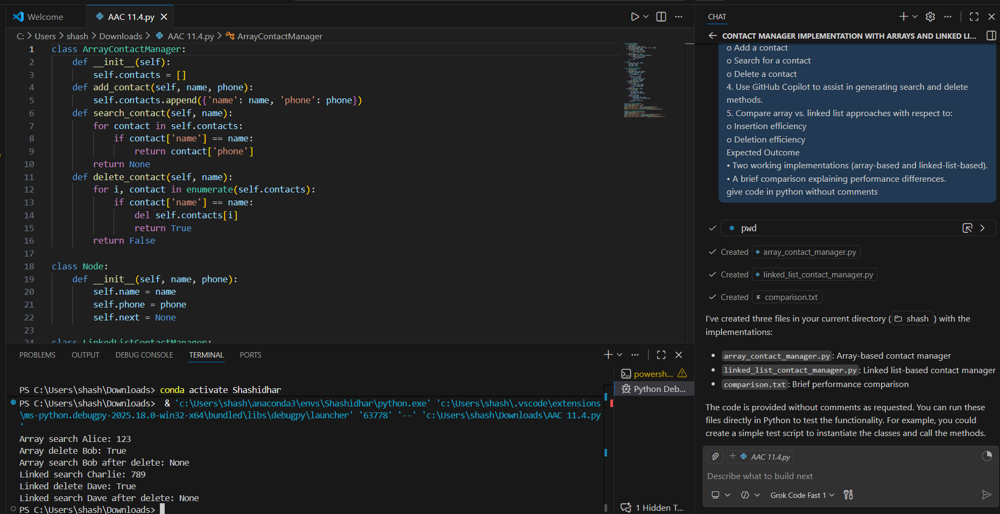 Welcome
AAC 11.4.py
C: > Users > shash > Downloads > AAC 11.4.py > ArrayContactManager
1 class ArrayContactManager:
2     def __init__(self):
3         self.contacts = []
4     def add_contact(self, name, phone):
5         self.contacts.append({'name': name, 'phone': phone})
6     def search_contact(self, name):
7         for contact in self.contacts:
8             if contact['name'] == name:
9                 return contact['phone']
10         return None
11     def delete_contact(self, name):
12         for i, contact in enumerate(self.contacts):
13             if contact['name'] == name:
14                 del self.contacts[i]
15                 return True
16         return False
17
18 class Node:
19     def __init__(self, name, phone):
20         self.name = name
21         self.phone = phone
22         self.next = None
23
24 class LinkedListContactManager:
PROBLEMS OUTPUT DEBUG CONSOLE TERMINAL PORTS
PS C:\Users\shash\Downloads> conda activate Shashidhar
PS C:\Users\shash\Downloads>  & 'c:\Users\shash\anaconda3\envs\Shashidhar\python.exe' 'c:\Users\shash\.vscode\extensions
\ms-python.debugpy-2025.18.0-win32-x64\bundled\libs\debugpy\launcher' '63778' '--' 'c:\Users\shash\Downloads\AAC 11.4.py
'
Array search Alice: 123
Array delete Bob: True
Array search Bob after delete: None
Linked search Charlie: 789
Linked delete Dave: True
Linked search Dave after delete: None
PS C:\Users\shash\Downloads>
powersh...
Python Deb...
1 Hidden T...
CHAT
CONTACT MANAGER IMPLEMENTATION WITH ARRAYS AND LINKED LI...
o Add a contact
o Search for a contact
o Delete a contact
4. Use GitHub Copilot to assist in generating search and delete
methods.
5. Compare array vs. linked list approaches with respect to:
o Insertion efficiency
o Deletion efficiency
Expected Outcome
• Two working implementations (array-based and linked-list-based).
• A brief comparison explaining performance differences.
give code in python without comments
pwd
Created array_contact_manager.py
Created linked_list_contact_manager.py
Created comparison.txt
I've created three files in your current directory ( shash ) with the
implementations:
• array_contact_manager.py: Array-based contact manager
• linked_list_contact_manager.py: Linked list-based contact manager
• comparison.txt: Brief performance comparison
The code is provided without comments as requested. You can run these
files directly in Python to test the functionality. For example, you could
create a simple test script to instantiate the classes and call the methods.
+ AAC 11.4.py
Describe what to build next
Grok Code Fast 1